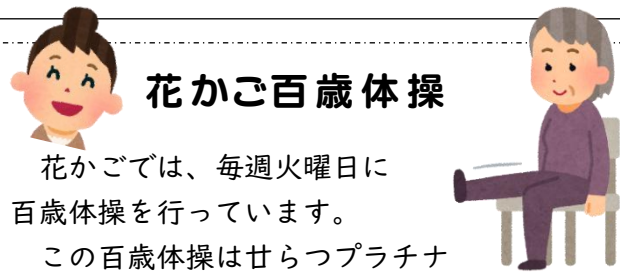 花かご百歳体操
花かごでは、毎週火曜日に
百歳体操を行っています。
この百歳体操は甘らつプラチナ